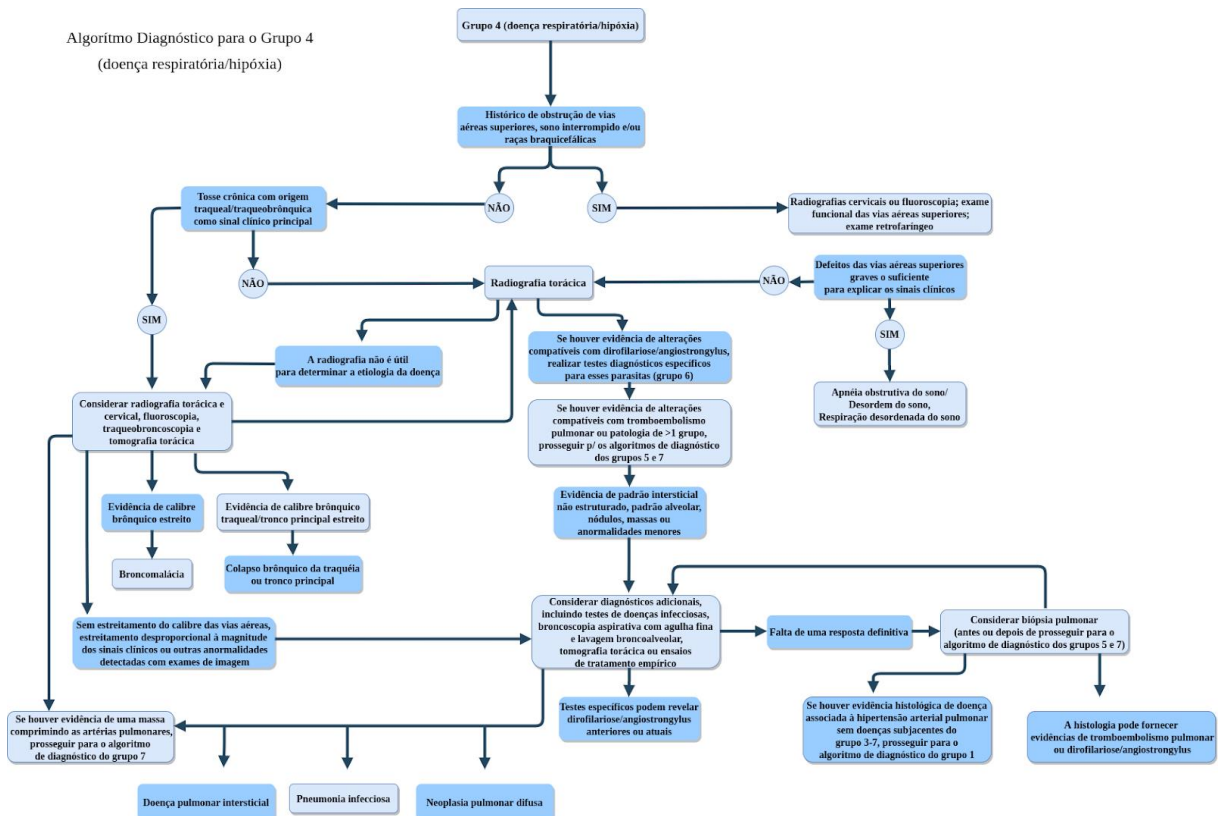 Algorítmo Diagnóstico para o Grupo 4
(doença respiratória/hipóxia)
Grupo 4 (doença respiratória/hipóxia)
Histórico de obstrução de vias
aéreas superiores, sono interrompido e/ou
raças braquicefálicas
Tosse crônica com origem
traqueal/traqueobrônquica
como sinal clínico principal
NÃO
SIM
Radiografias cervicais ou fluoroscopia; exame
funcional das vias aéreas superiores;
exame retrofaríngeo
NÃO
Radiografia torácica
NÃO
Defeitos das vias aéreas superiores
graves o suficiente
para explicar os sinais clínicos
SIM
SIM
A radiografia não é útil
para determinar a etiologia da doença
Se houver evidência de alterações
compatíveis com dirofilariose/angiostrongylus,
realizar testes diagnósticos específicos
para esses parasitas (grupo 6)
Apnéia obstrutiva do sono/
Desordem do sono,
Respiração desordenada do sono
Considerar radiografia torácica e
cervical, fluoroscopia,
traqueobroncoscopia e
tomografia torácica
Se houver evidência de alterações
compatíveis com tromboembolismo
pulmonar ou patologia de >1 grupo,
prosseguir p/ os algoritmos de diagnóstico
dos grupos 5 e 7
Evidência de calibre
brônquico estreito
Evidência de calibre brônquico
traqueal/tronco principal estreito
Evidência de padrão intersticial
não estruturado, padrão alveolar,
nódulos, massas ou
anormalidades menores
Broncomalácia
Colapso brônquico da traquéia
ou tronco principal
Sem estreitamento do calibre das vias aéreas,
estreitamento desproporcional à magnitude
dos sinais clínicos ou outras anormalidades
detectadas com exames de imagem
Considerar diagnósticos adicionais,
incluindo testes de doenças infecciosas,
broncoscopia aspirativa com agulha fina
e lavagem broncoalveolar,
tomografia torácica ou ensaios
de tratamento empírico
Falta de uma resposta definitiva
Considerar biópsia pulmonar
(antes ou depois de prosseguir para o
algoritmo de diagnóstico dos grupos 5 e 7)
Se houver evidência de uma massa
comprimindo as artérias pulmonares,
prosseguir para o algoritmo
de diagnóstico do grupo 7
Testes específicos podem revelar
dirofilariose/angiostrongylus
anteriores ou atuais
Se houver evidência histológica de doença
associada à hipertensão arterial pulmonar
sem doenças subjacentes do
grupo 3-7, prosseguir para o
algoritmo de diagnóstico do grupo 1
A histologia pode fornecer
evidências de tromboembolismo pulmonar
ou dirofilariose/angiostrongylus
Doença pulmonar intersticial
Pneumonia infecciosa
Neoplasia pulmonar difusa